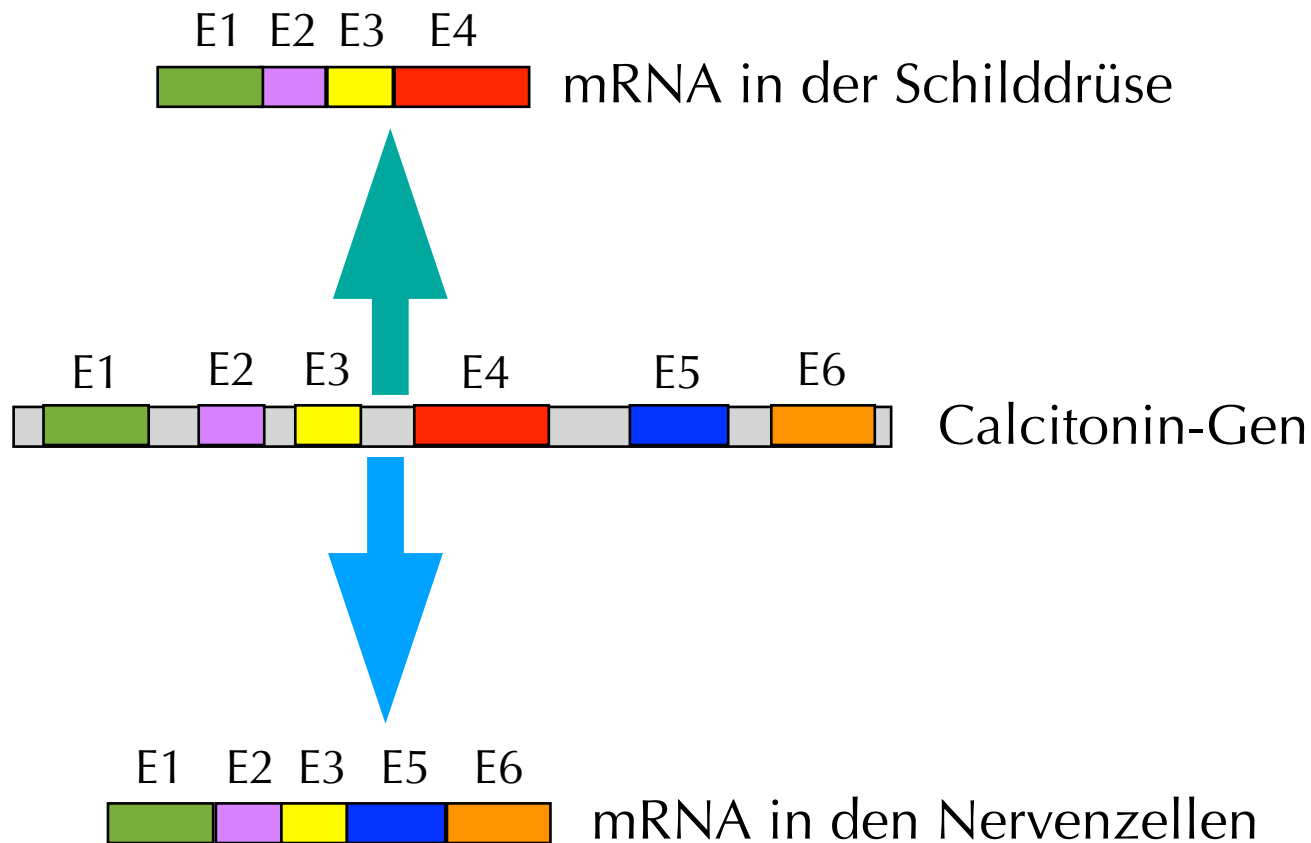 E1 E2 E3 E4
mRNA in der Schilddrüse
E1 E2 E3 E4 E5 E6
Calcitonin-Gen
E1 E2 E3 E5 E6
mRNA in den Nervenzellen